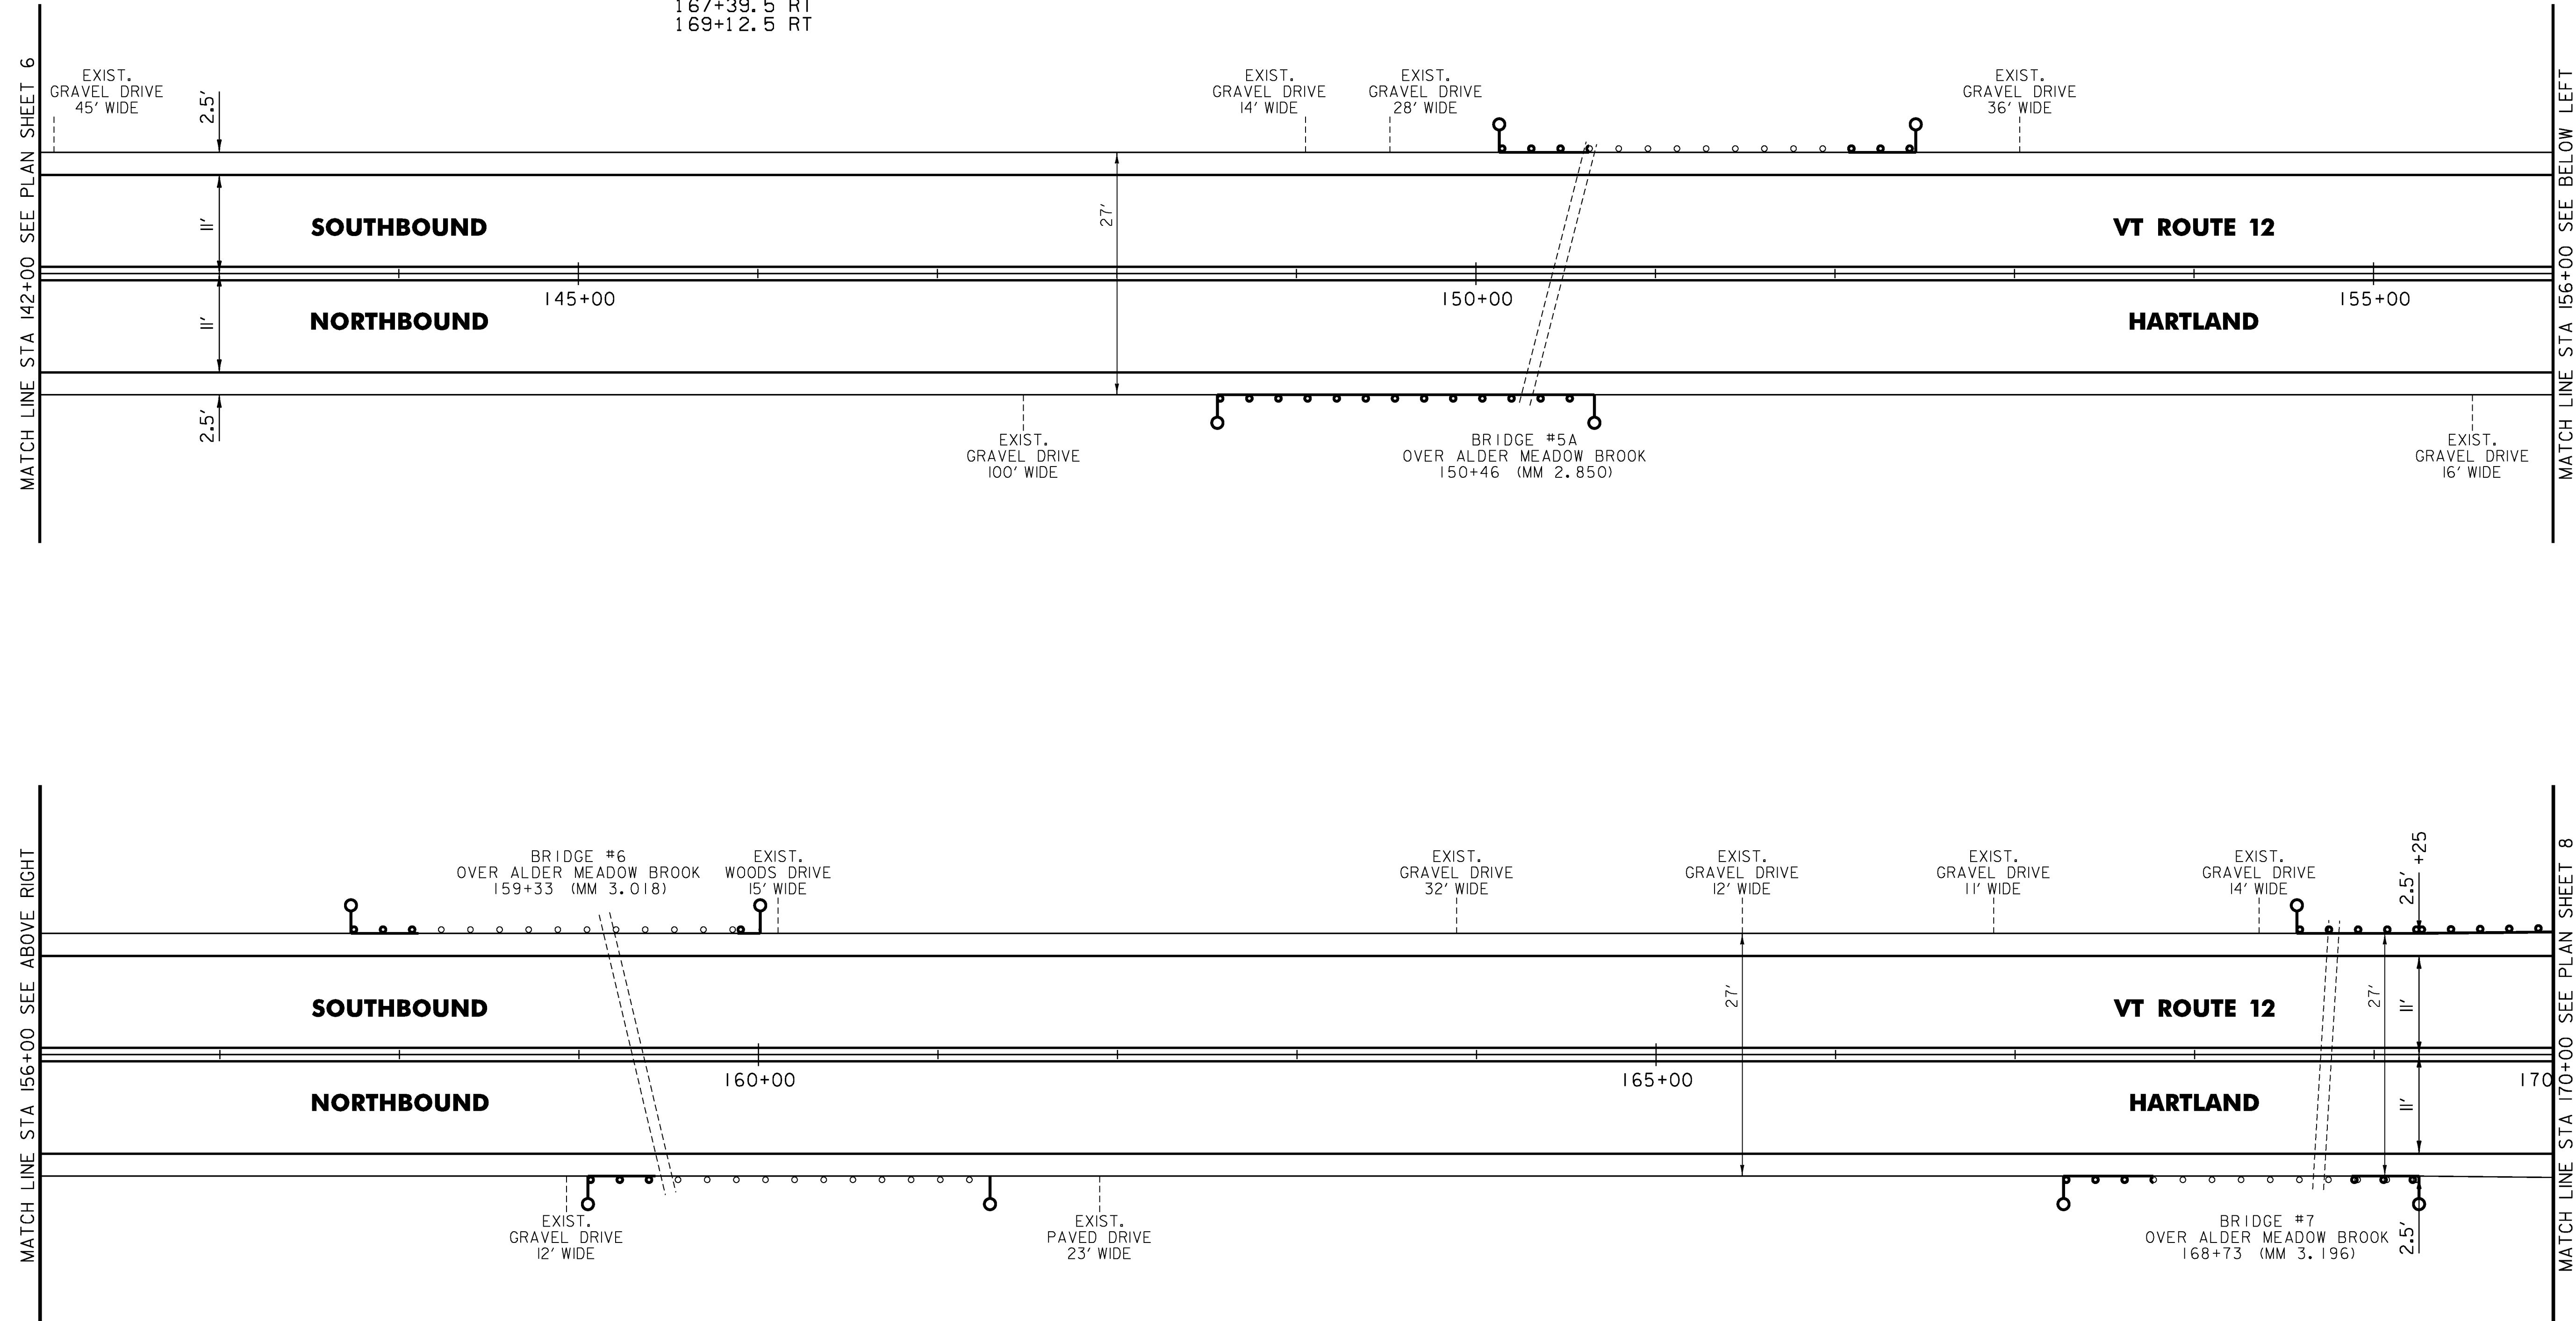 167+39.5 RT
169+12.5 RT
MATCH LINE STA 142+00 SEE PLAN SHEET 6
EXIST.
GRAVEL DRIVE
45' WIDE
2.5'
EXIST.
GRAVEL DRIVE
14' WIDE
EXIST.
GRAVEL DRIVE
28' WIDE
EXIST.
GRAVEL DRIVE
36' WIDE
11'
SOUTHBOUND
27'
VT ROUTE 12
145+00
150+00
155+00
11'
NORTHBOUND
HARTLAND
2.5'
EXIST.
GRAVEL DRIVE
100' WIDE
BRIDGE #5A
OVER ALDER MEADOW BROOK
150+46 (MM 2.850)
EXIST.
GRAVEL DRIVE
16' WIDE
MATCH LINE STA 156+00 SEE BELOW LEFT
MATCH LINE STA 156+00 SEE ABOVE RIGHT
BRIDGE #6
OVER ALDER MEADOW BROOK
159+33 (MM 3.018)
EXIST.
WOODS DRIVE
15' WIDE
EXIST.
GRAVEL DRIVE
32' WIDE
EXIST.
GRAVEL DRIVE
12' WIDE
EXIST.
GRAVEL DRIVE
11' WIDE
EXIST.
GRAVEL DRIVE
14' WIDE
+25
2.5'
SOUTHBOUND
27'
VT ROUTE 12
27'
11'
160+00
165+00
170
NORTHBOUND
HARTLAND
11'
EXIST.
GRAVEL DRIVE
12' WIDE
EXIST.
PAVED DRIVE
23' WIDE
BRIDGE #7
OVER ALDER MEADOW BROOK
168+73 (MM 3.196)
2.5'
MATCH LINE STA 170+00 SEE PLAN SHEET 8